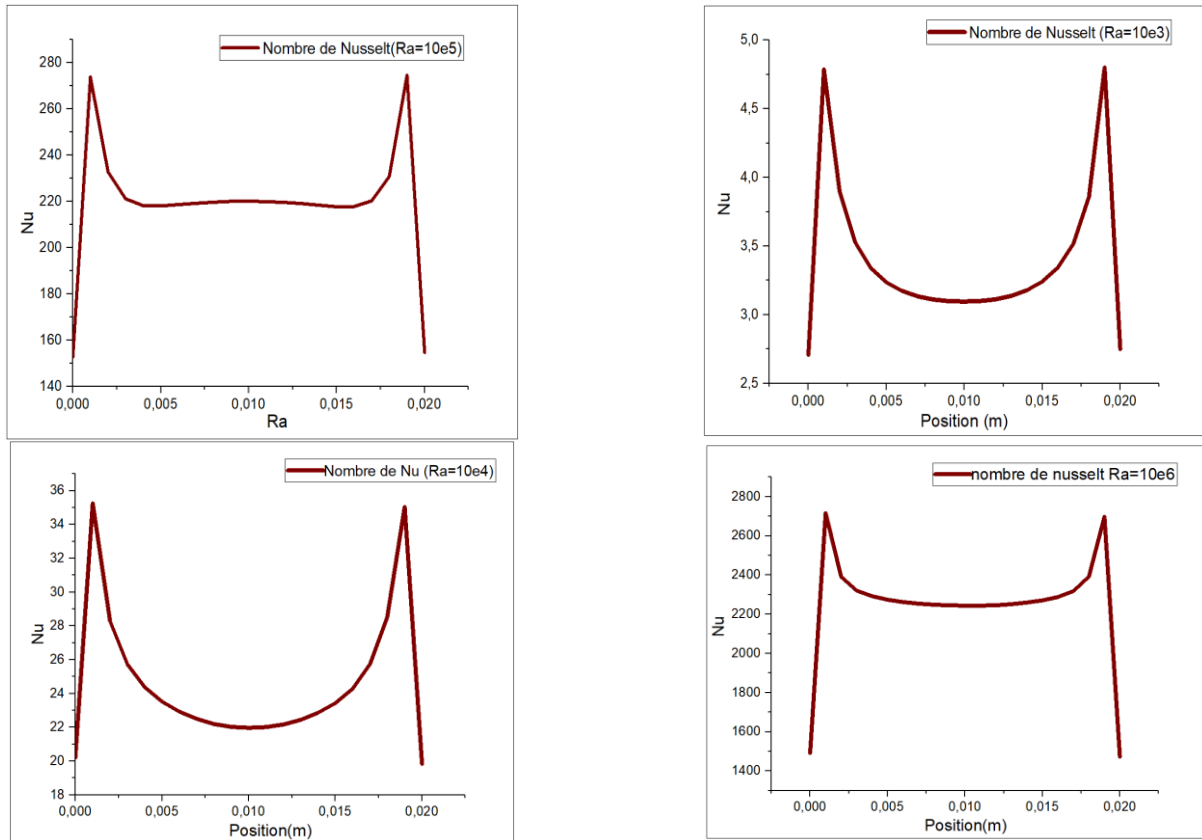 Nombre de Nusselt(Ra=10e5)
Nu
280
260
240
220
200
180
160
140
0,000 0,005 0,010 0,015 0,020
Ra
Nombre de Nusselt (Ra=10e3)
Nu
5,0
4,5
4,0
3,5
3,0
2,5
0,000 0,005 0,010 0,015 0,020
Position (m)
Nombre de Nu (Ra=10e4)
Nu
36
34
32
30
28
26
24
22
20
18
0,000 0,005 0,010 0,015 0,020
Position(m)
nombre de nusselt Ra=10e6
Nu
2800
2600
2400
2200
2000
1800
1600
1400
0,000 0,005 0,010 0,015 0,020
Position (m)